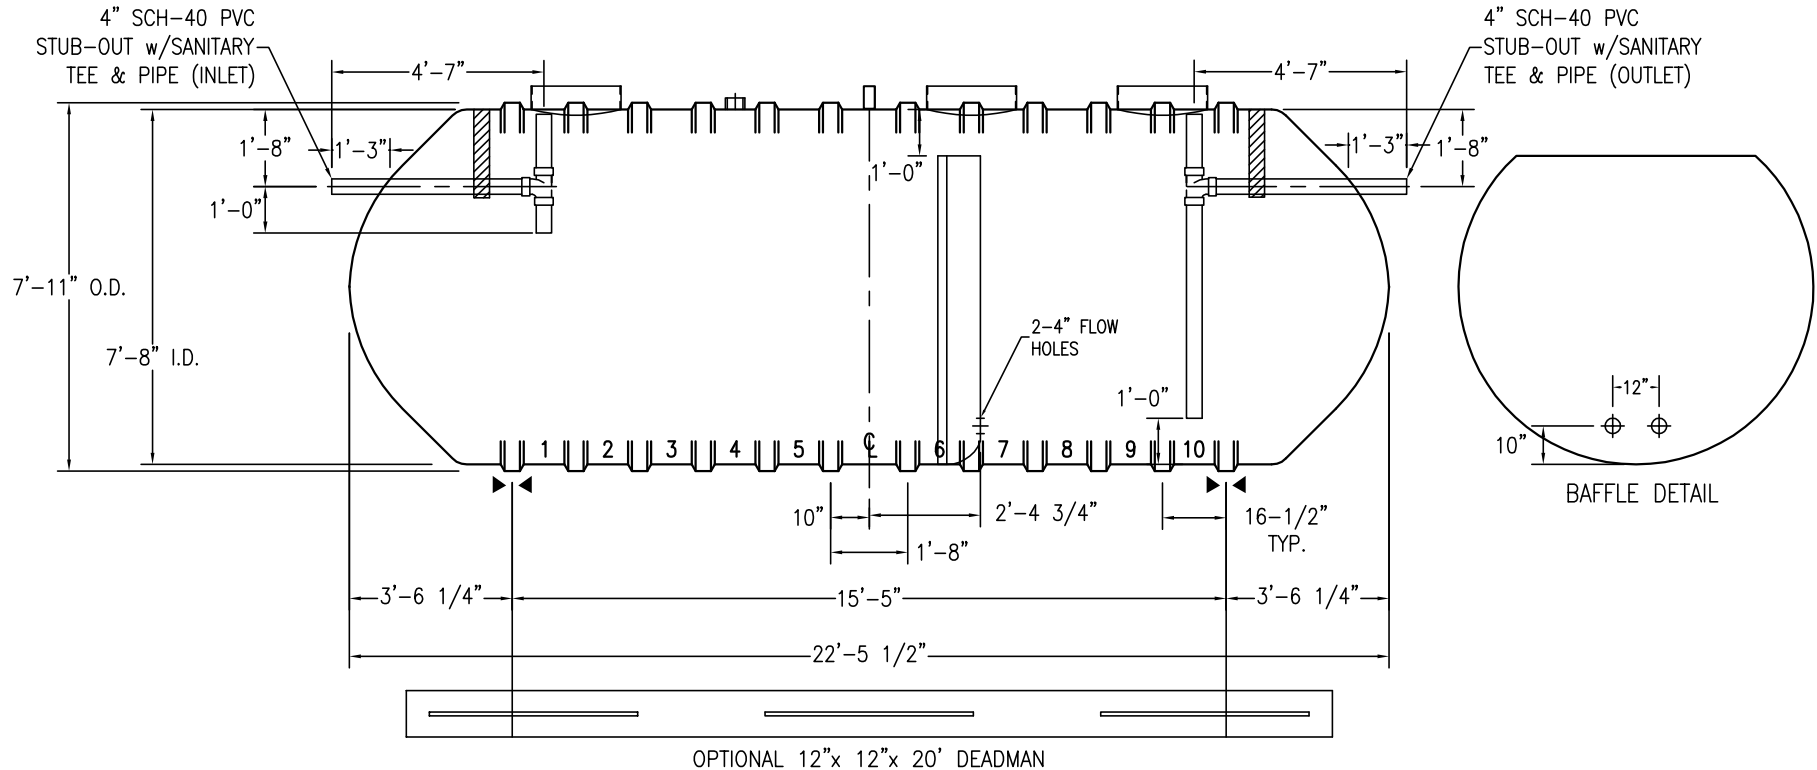 4” SCH-40 PVC
STUB-OUT w/SANITARY
TEE & PIPE (INLET)
4” SCH-40 PVC
STUB-OUT w/SANITARY
TEE & PIPE (OUTLET)
4'-7”
4'-7”
1'-8”
1'-3”
1'-0”
1'-3”
1'-8”
1'-0”
7'-11” O.D.
7'-8” I.D.
2-4” FLOW
HOLES
1'-0”
12”
10”
BAFFLE DETAIL
1 2 3 4 5 ℄ 6 7 8 9 10
10”
2'-4 3/4”
16-1/2”
TYP.
1'-8”
3'-6 1/4”
15'-5”
3'-6 1/4”
22'-5 1/2”
OPTIONAL 12”x 12”x 20' DEADMAN